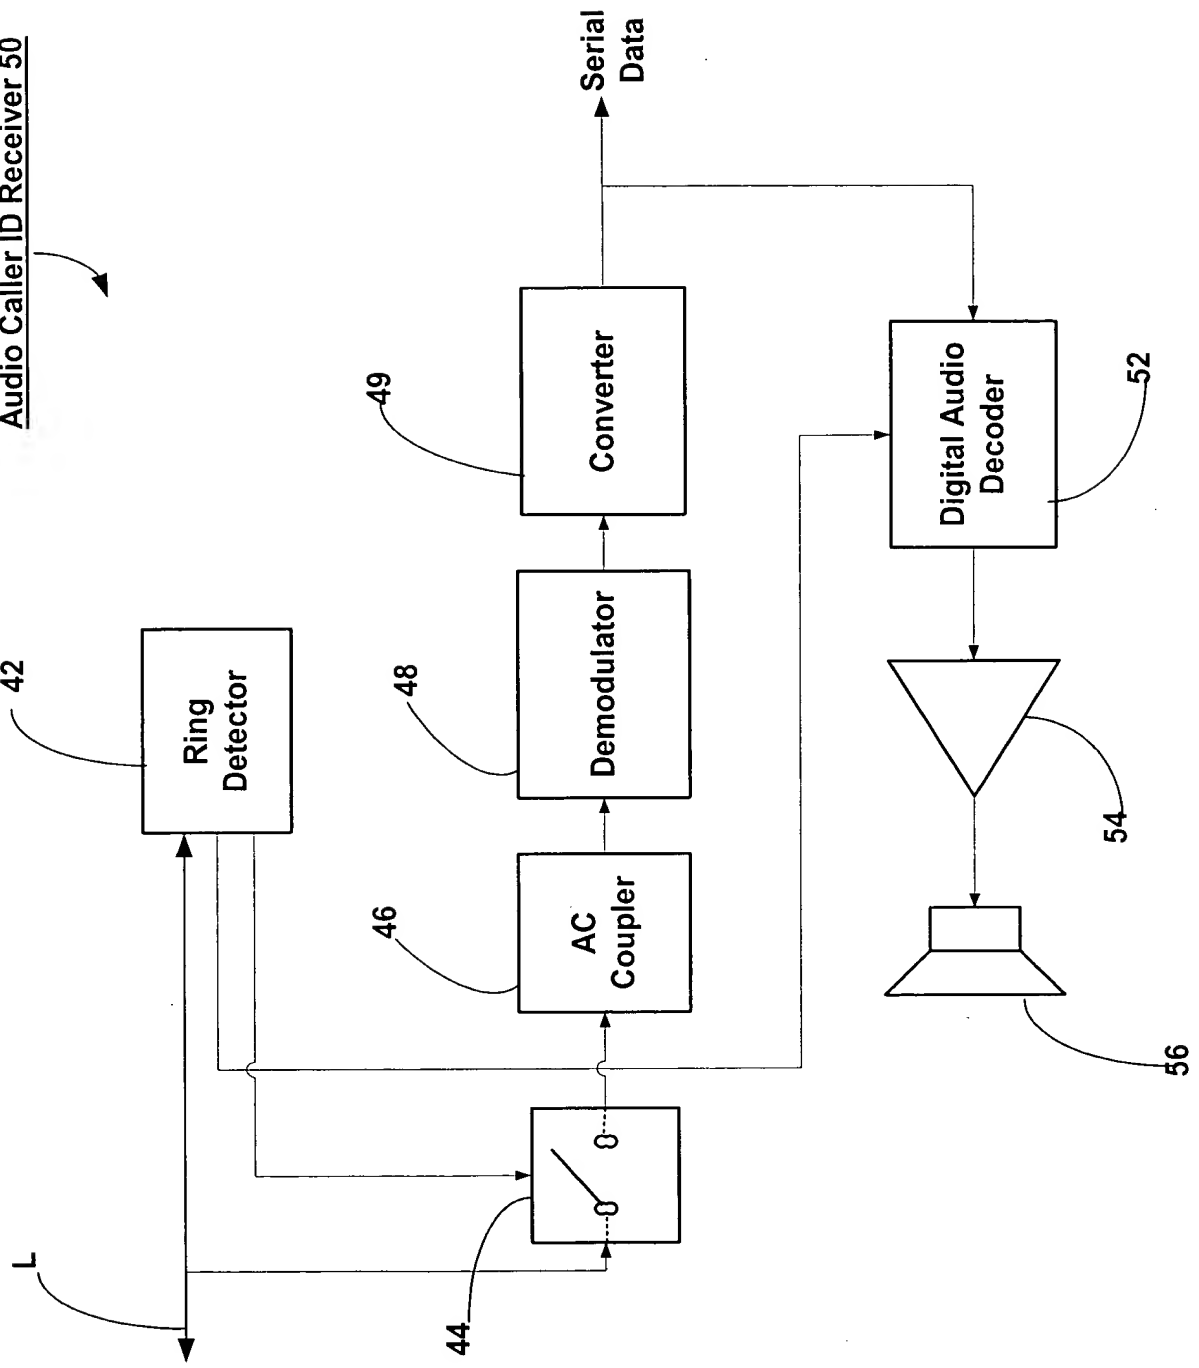 Audio Caller ID Receiver 50
L
42
Ring
Detector
44
46
AC
Coupler
48
Demodulator
49
Converter
Serial
Data
Digital Audio
Decoder
52
54
56